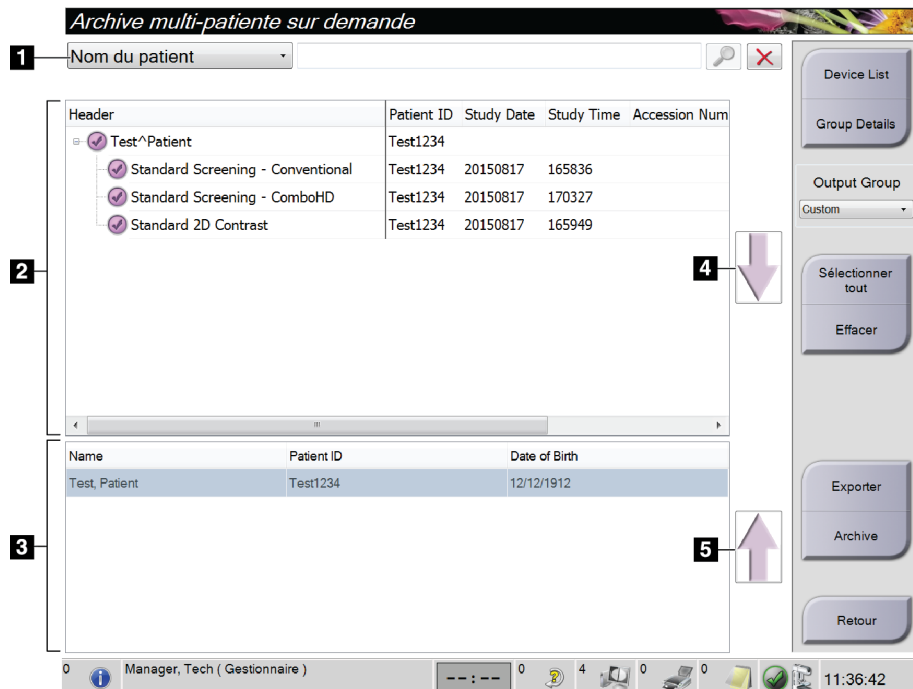 Archive multi-patiente sur demande
1
Nom du patient
Device List
Group Details
Output Group
Custom
2
Header Patient ID Study Date Study Time Accession Num
Test^Patient Test1234
Standard Screening - Conventional Test1234 20150817 165836
Standard Screening - ComboHD Test1234 20150817 170327
Standard 2D Contrast Test1234 20150817 165949
4
Sélectionner
tout
Effacer
3
Name Patient ID Date of Birth
Test, Patient Test1234 12/12/1912
5
Exporter
Archive
Retour
0 Manager, Tech ( Gestionnaire ) --:-- 0 4 0 0 11:36:42